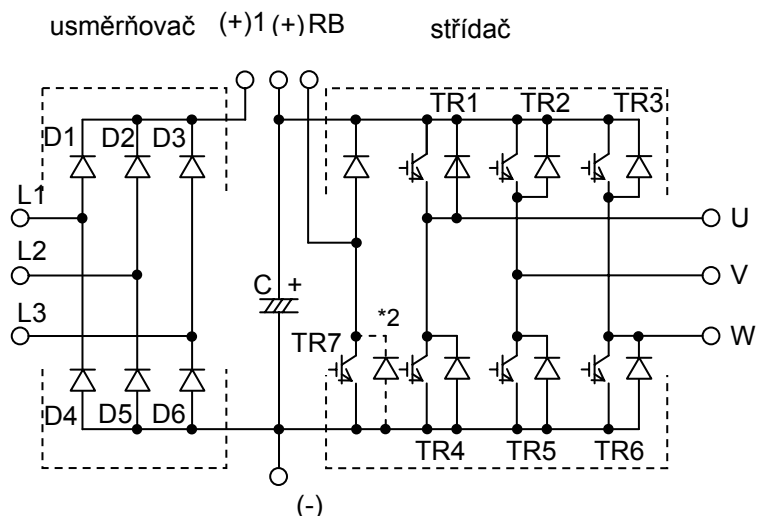 usměrňovač (+)1 (+) RB střídač
TR1 TR2 TR3
D1 D2 D3
L1
U
L2
V
C +
L3
*2
W
TR7
D4 D5 D6
TR4 TR5 TR6
(-)